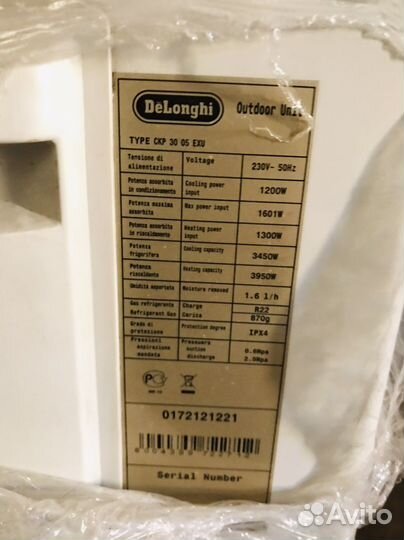 DeLonghi Outdoor Unit
TYPE CKP 30 05 EXU
Tensione di alimentazione Voltage 230V~ 50Hz
Potenza assorbita in condizionamento Cooling power input 1200W
Potenza massima assorbita Max power input 1601W
Potenza assorbita in riscaldamento Heating power input 1300W
Potenza frigorifera Cooling capacity 3450W
Potenza riscaldamento Heating capacity 3950W
Umidità asportata Moisture removed 1.6 l/h
Gas refrigerante Charge R22
Refrigerant Gas Carica 870g
Grado di protezione Protection degree IPX4
Pressioni aspirazione mandata Pressure suction discharge 0.6Mpa 2.5Mpa
0172121221
Serial Number
Avito